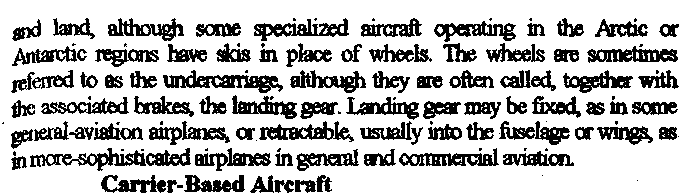 and land, although some specialized aircraft operating in the Arctic or
Antarctic regions have skis in place of wheels. The wheels are sometimes
referred to as the undercarriage, although they are often called, together with
the associated brakes, the landing gear. Landing gear may be fixed, as in some
general-aviation airplanes, or retractable, usually into the fuselage or wings, as
in more-sophisticated airplanes in general and commercial aviation.
Carrier-Based Aircraft